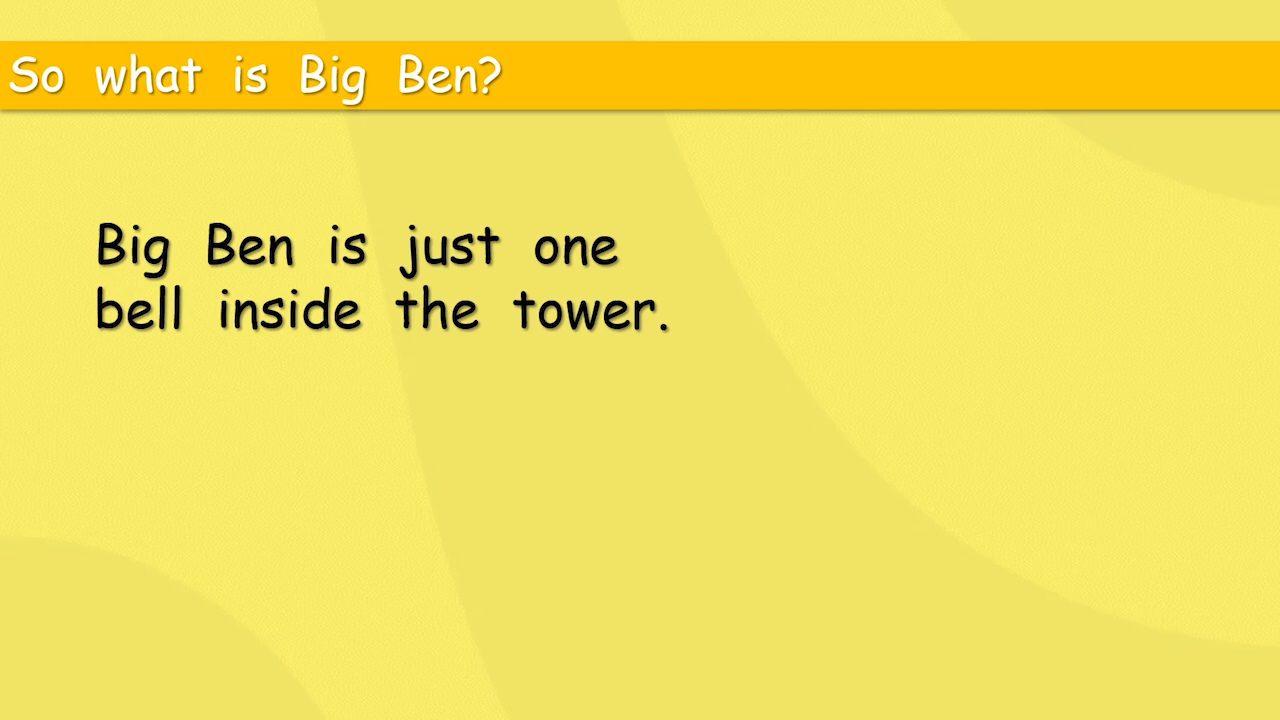 So what is Big Ben?
Big Ben is just one
bell inside the tower.